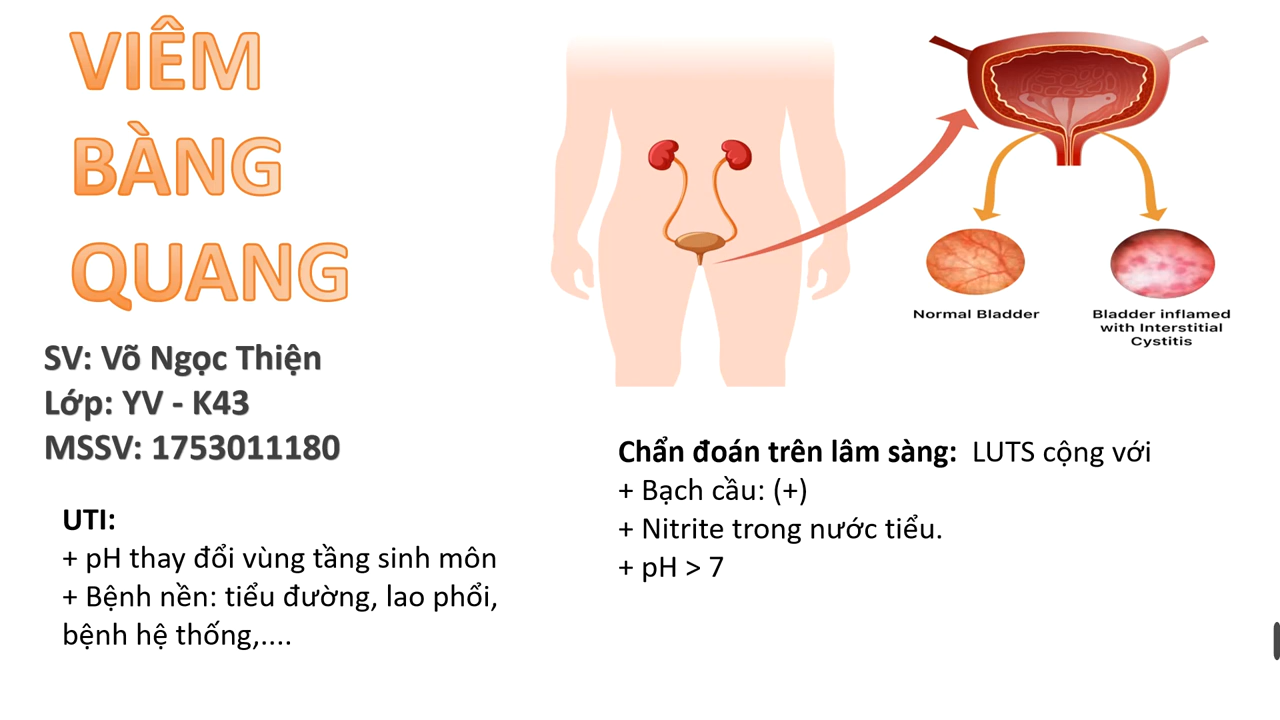 VIÊM
BÀNG
QUANG
SV: Võ Ngọc Thiện
Lớp: YV - K43
MSSV: 1753011180
UTI:
+ pH thay đổi vùng tầng sinh môn
+ Bệnh nền: tiểu đường, lao phổi,
bệnh hệ thống,....
Normal Bladder
Bladder inflamed
with Interstitial
Cystitis
Chẩn đoán trên lâm sàng: LUTS cộng với
+ Bạch cầu: (+)
+ Nitrite trong nước tiểu.
+ pH > 7